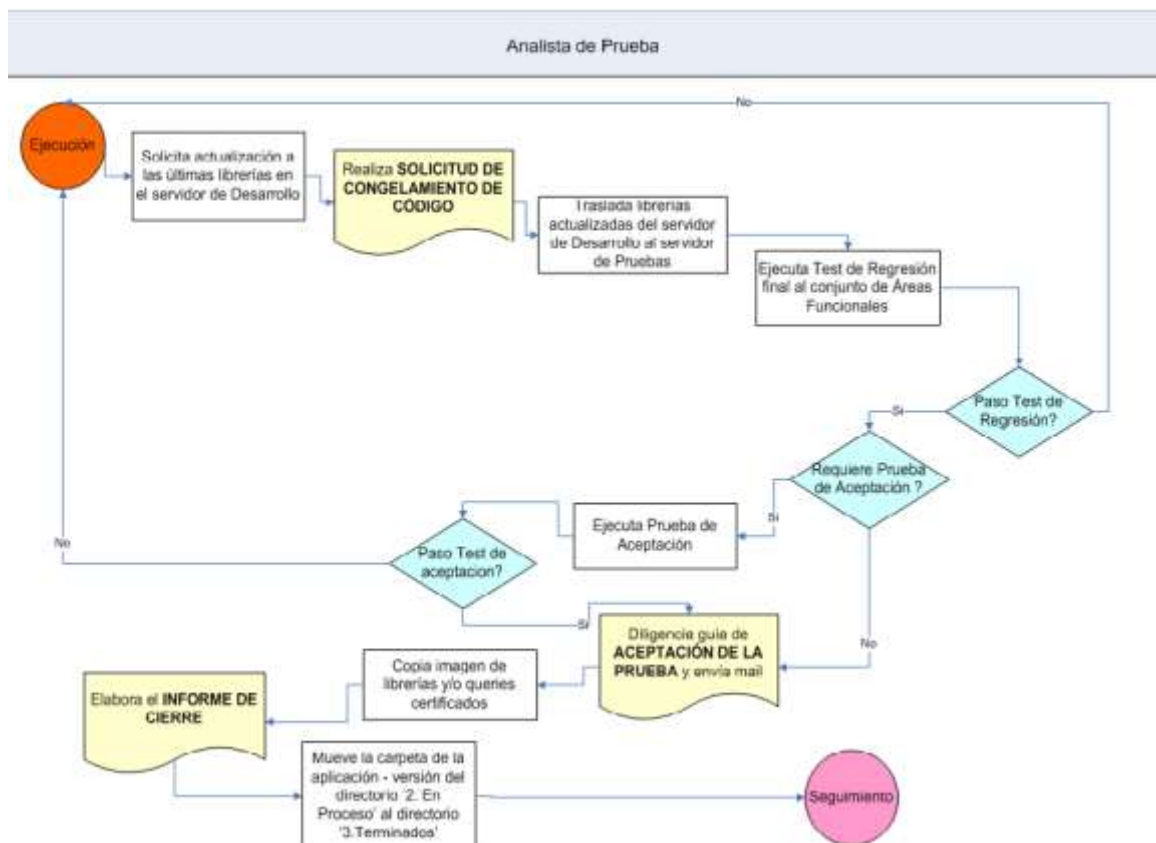 Analista de Prueba
No
Ejecución
Solicita actualización a
las últimas librerías en
el servidor de Desarrollo
Realiza SOLICITUD DE
CONGELAMIENTO DE
CÓDIGO
Traslada librerías
actualizadas del servidor
de Desarrollo al servidor
de Pruebas
Ejecuta Test de Regresión
final al conjunto de Áreas
Funcionales
Paso Test de
Regresión?
Si
Requiere Prueba
de Aceptación ?
Si
Ejecuta Prueba de
Aceptación
Paso Test de
aceptacion?
No
Si
No
Diligencia guía de
ACEPTACIÓN DE LA
PRUEBA y envía mail
Copia imagen de
librerías y/o queries
certificados
Elabora el INFORME DE
CIERRE
Mueve la carpeta de la
aplicación - versión del
directorio '2. En
Proceso' al directorio
'3.Terminados'
Seguimiento